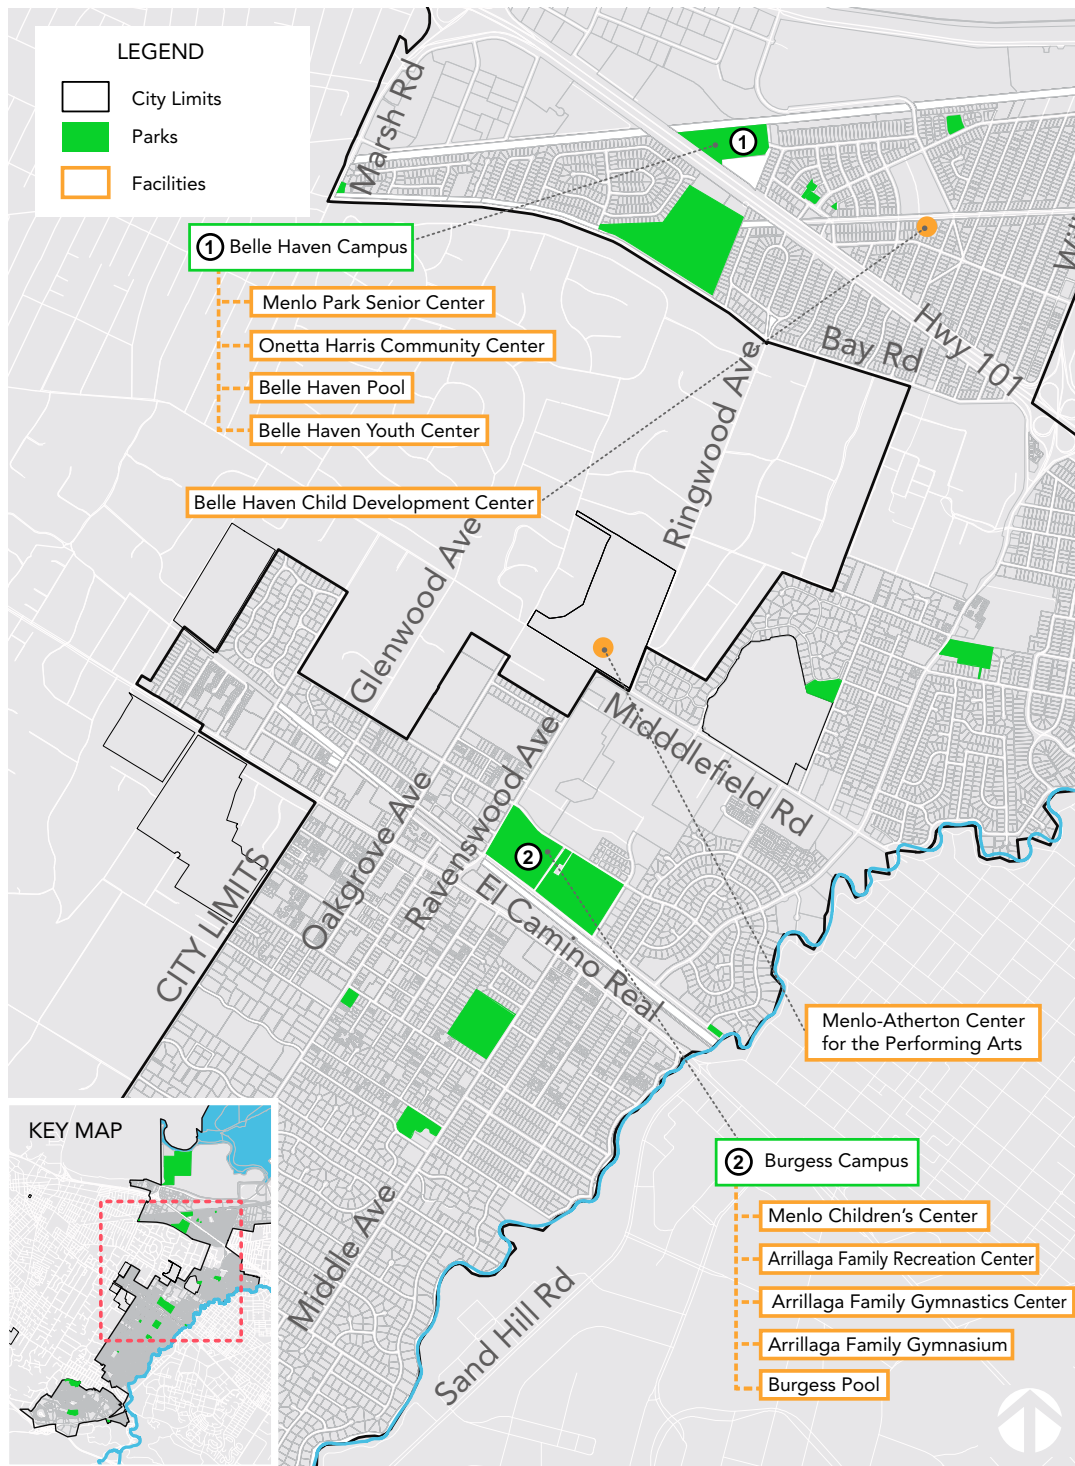 LEGEND
City Limits
Parks
Facilities
Marsh Rd
1
1 Belle Haven Campus
Menlo Park Senior Center
Onetta Harris Community Center
Belle Haven Pool
Belle Haven Youth Center
Hwy 101
Bay Rd
Ringwood Ave
Belle Haven Child Development Center
Glenwood Ave
Midddlefield Rd
Ravenswood Ave
Oakgrove Ave
2
El Camino Real
CITY LIMITS
Menlo-Atherton Center
for the Performing Arts
KEY MAP
2 Burgess Campus
Menlo Children's Center
Arrillaga Family Recreation Center
Arrillaga Family Gymnastics Center
Arrillaga Family Gymnasium
Burgess Pool
Middle Ave
Sand Hill Rd